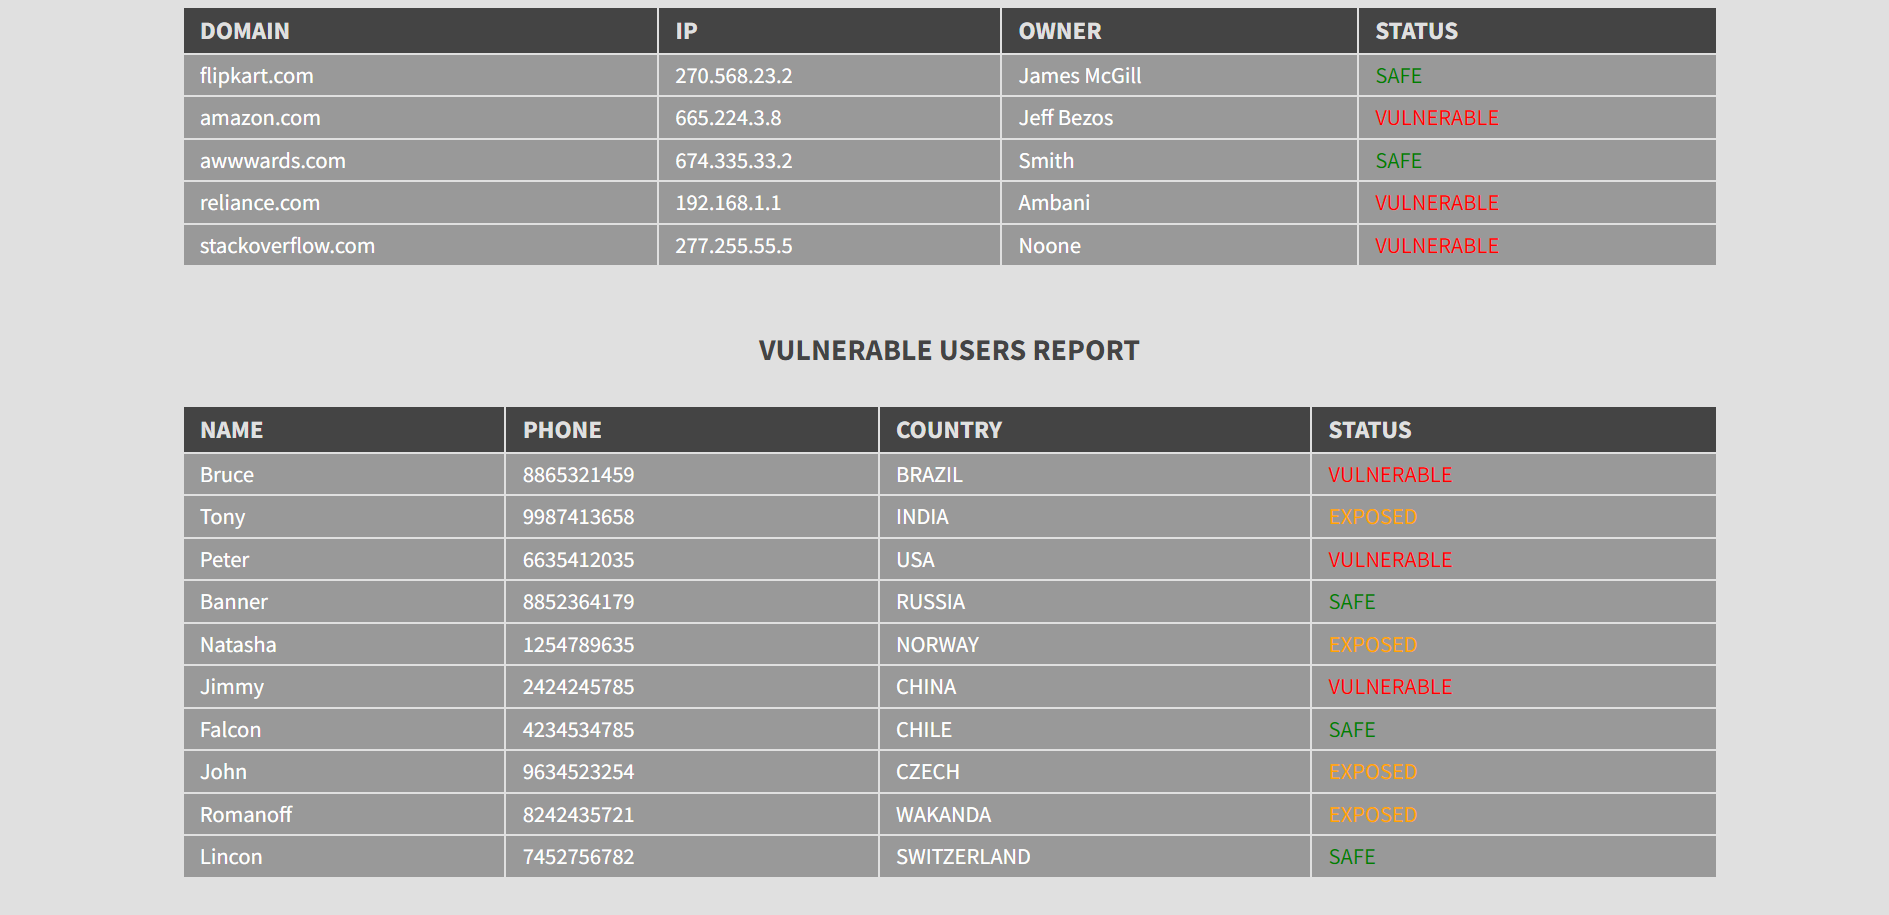 DOMAIN IP OWNER STATUS
flipkart.com 270.568.23.2 James McGill SAFE
amazon.com 665.224.3.8 Jeff Bezos VULNERABLE
awwwards.com 674.335.33.2 Smith SAFE
reliance.com 192.168.1.1 Ambani VULNERABLE
stackoverflow.com 277.255.55.5 Noone VULNERABLE
VULNERABLE USERS REPORT
NAME PHONE COUNTRY STATUS
Bruce 8865321459 BRAZIL VULNERABLE
Tony 9987413658 INDIA EXPOSED
Peter 6635412035 USA VULNERABLE
Banner 8852364179 RUSSIA SAFE
Natasha 1254789635 NORWAY EXPOSED
Jimmy 2424245785 CHINA VULNERABLE
Falcon 4234534785 CHILE SAFE
John 9634523254 CZECH EXPOSED
Romanoff 8242435721 WAKANDA EXPOSED
Lincon 7452756782 SWITZERLAND SAFE